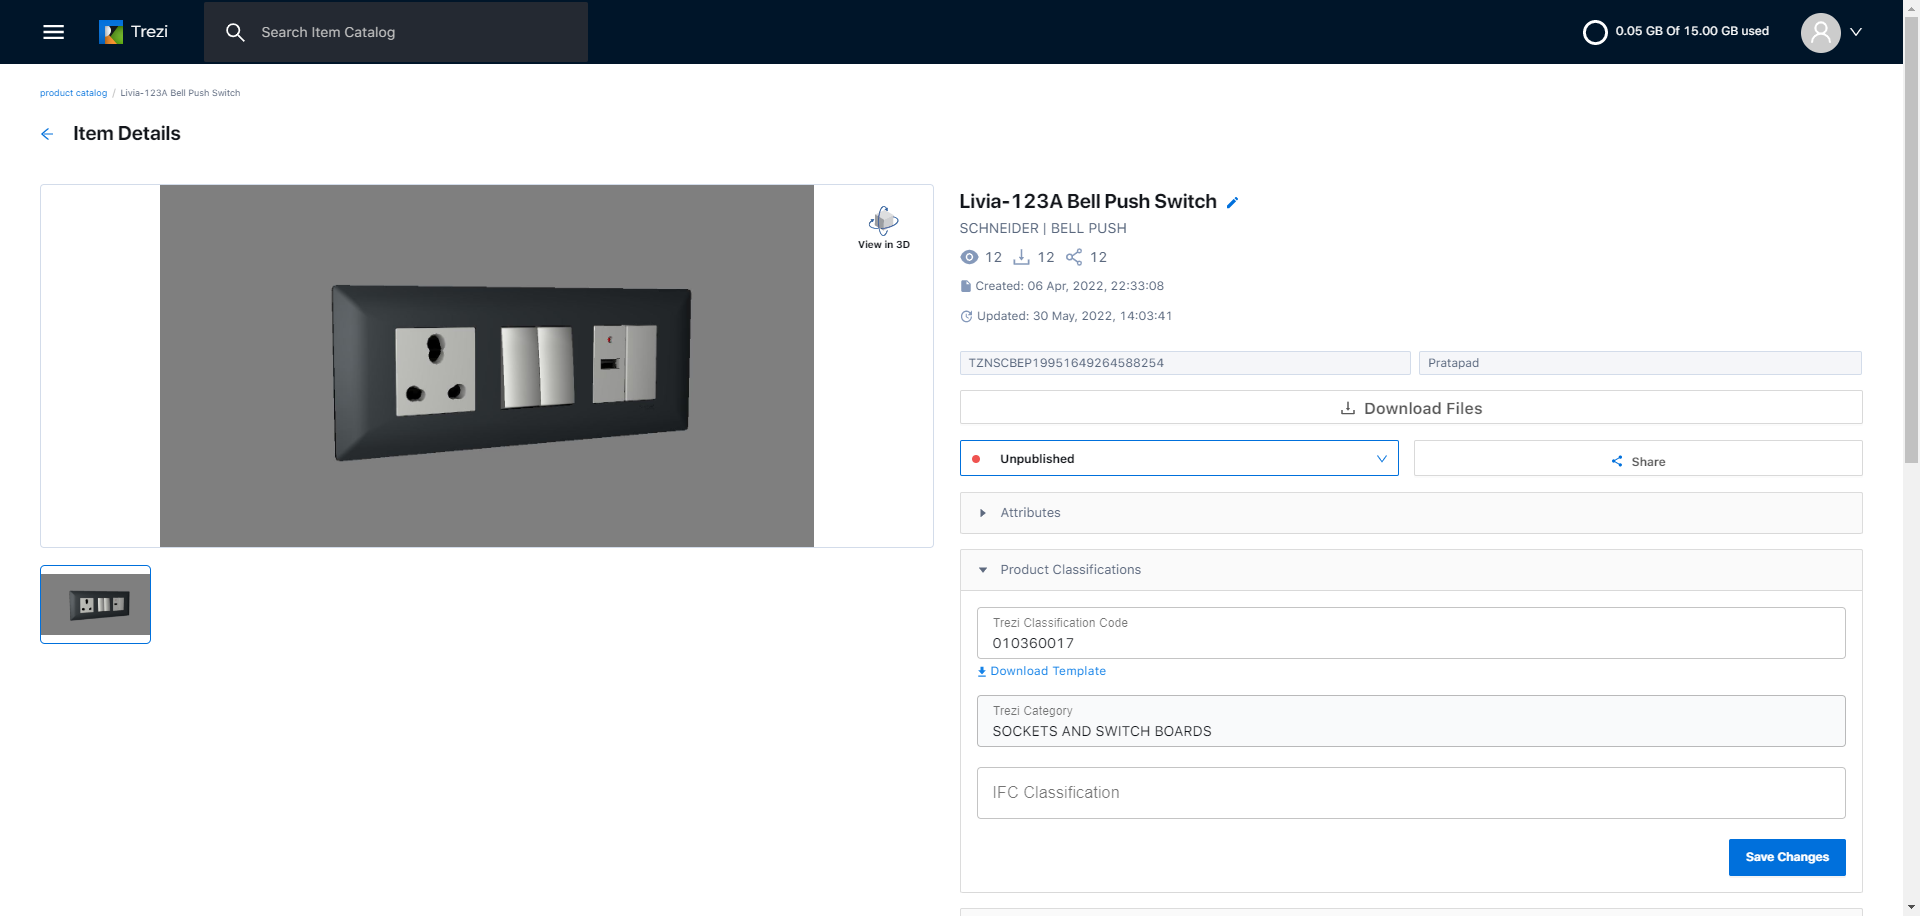 Trezi
Search Item Catalog
0.05 GB Of 15.00 GB used
product catalog / Livia-123A Bell Push Switch
Item Details
View in 3D
Livia-123A Bell Push Switch
SCHNEIDER | BELL PUSH
12 12 12
Created: 06 Apr, 2022, 22:33:08
Updated: 30 May, 2022, 14:03:41
TZNSCBEP19951649264588254
Pratapad
Download Files
Unpublished
Share
Attributes
Product Classifications
Trezi Classification Code
010360017
Download Template
Trezi Category
SOCKETS AND SWITCH BOARDS
IFC Classification
Save Changes